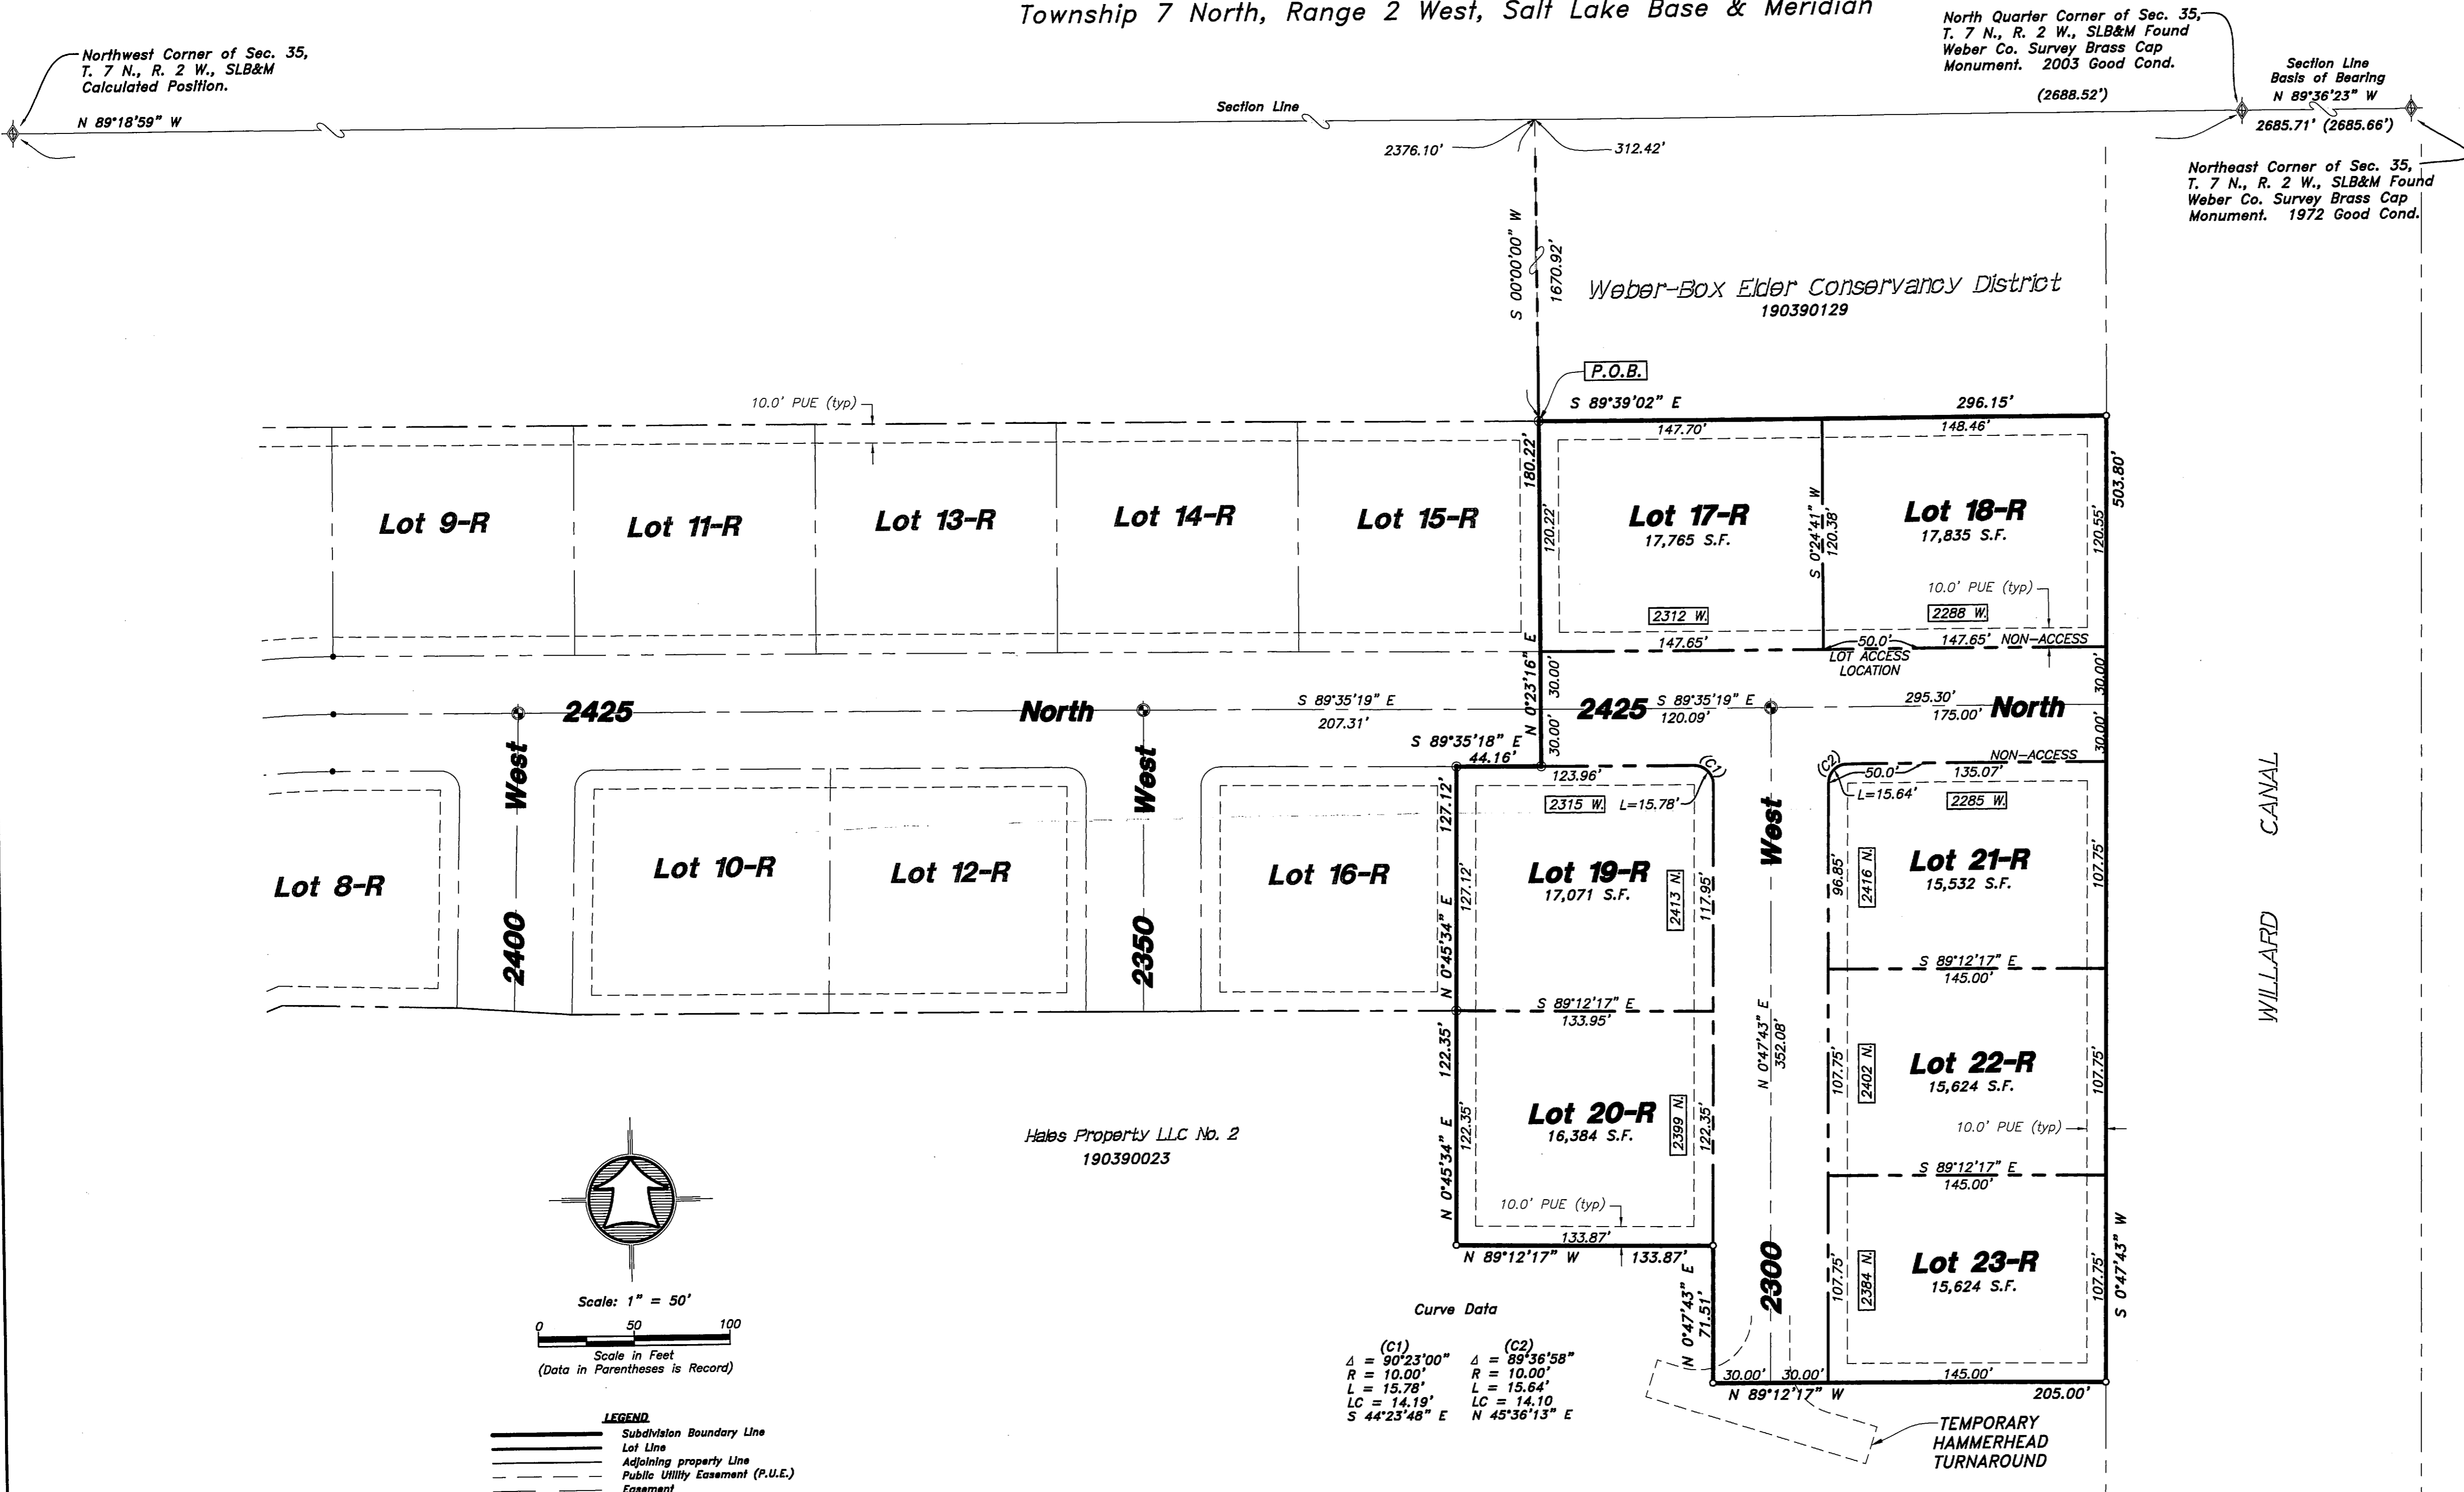 Township 7 North, Range 2 West, Salt Lake Base & Meridian
Northwest Corner of Sec. 35,
T. 7 N., R. 2 W., SLB&M
Calculated Position.
N 89°18'59" W
Section Line
2376.10'
312.42'
North Quarter Corner of Sec. 35,
T. 7 N., R. 2 W., SLB&M Found
Weber Co. Survey Brass Cap
Monument. 2003 Good Cond.
(2688.52')
Section Line
Basis of Bearing
N 89°36'23" W
2685.71' (2685.66')
Northeast Corner of Sec. 35,
T. 7 N., R. 2 W., SLB&M Found
Weber Co. Survey Brass Cap
Monument. 1972 Good Cond.
S 00°00'00" W
1670.92'
Weber-Box Elder Conservancy District
190390129
P.O.B.
S 89°39'02" E
296.15'
10.0' PUE (typ)
147.70'
148.46'
180.22'
120.22'
503.80'
120.55'
Lot 9-R
Lot 11-R
Lot 13-R
Lot 14-R
Lot 15-R
Lot 17-R
17,765 S.F.
S 0°24'41" W
120.38'
Lot 18-R
17,835 S.F.
10.0' PUE (typ)
2312 W.
2288 W.
147.65'
50.0'
147.65' NON-ACCESS
LOT ACCESS
LOCATION
N 0°23'16" E
30.00'
30.00'
30.00'
30.00'
2425
North
S 89°35'19" E
207.31'
2425
S 89°35'19" E
120.09'
295.30'
175.00'
North
S 89°35'18" E
44.16'
West
2400
West
2350
123.96'
(C1)
2315 W.
L=15.78'
(C2)
50.0'
L=15.64'
NON-ACCESS
135.07'
2285 W.
127.12'
127.12'
N 0°45'34" E
Lot 8-R
Lot 10-R
Lot 12-R
Lot 16-R
Lot 19-R
17,071 S.F.
2413 N.
117.95'
West
96.85'
2416 N.
Lot 21-R
15,532 S.F.
107.75'
WILLARD CANAL
S 89°12'17" E
145.00'
S 89°12'17" E
133.95'
N 0°47'43" E
352.08'
122.35'
122.35'
N 0°45'34" E
Lot 20-R
16,384 S.F.
2399 N.
122.35'
107.75'
2402 N.
Lot 22-R
15,624 S.F.
107.75'
10.0' PUE (typ)
S 89°12'17" E
145.00'
Hales Property LLC No. 2
190390023
10.0' PUE (typ)
133.87'
N 89°12'17" W
133.87'
N 0°47'43" E
71.51'
2300
107.75'
2384 N.
Lot 23-R
15,624 S.F.
107.75'
S 0°47'43" W
30.00'
30.00'
145.00'
N 89°12'17" W
205.00'
TEMPORARY
HAMMERHEAD
TURNAROUND
Scale: 1" = 50'
0 50 100
Scale in Feet
(Data in Parentheses is Record)
Curve Data
(C1) (C2)
Δ = 90°23'00" Δ = 89°36'58"
R = 10.00' R = 10.00'
L = 15.78' L = 15.64'
LC = 14.19' LC = 14.10
S 44°23'48" E N 45°36'13" E
LEGEND
Subdivision Boundary Line
Lot Line
Adjoining property Line
Public Utility Easement (P.U.E.)
Easement